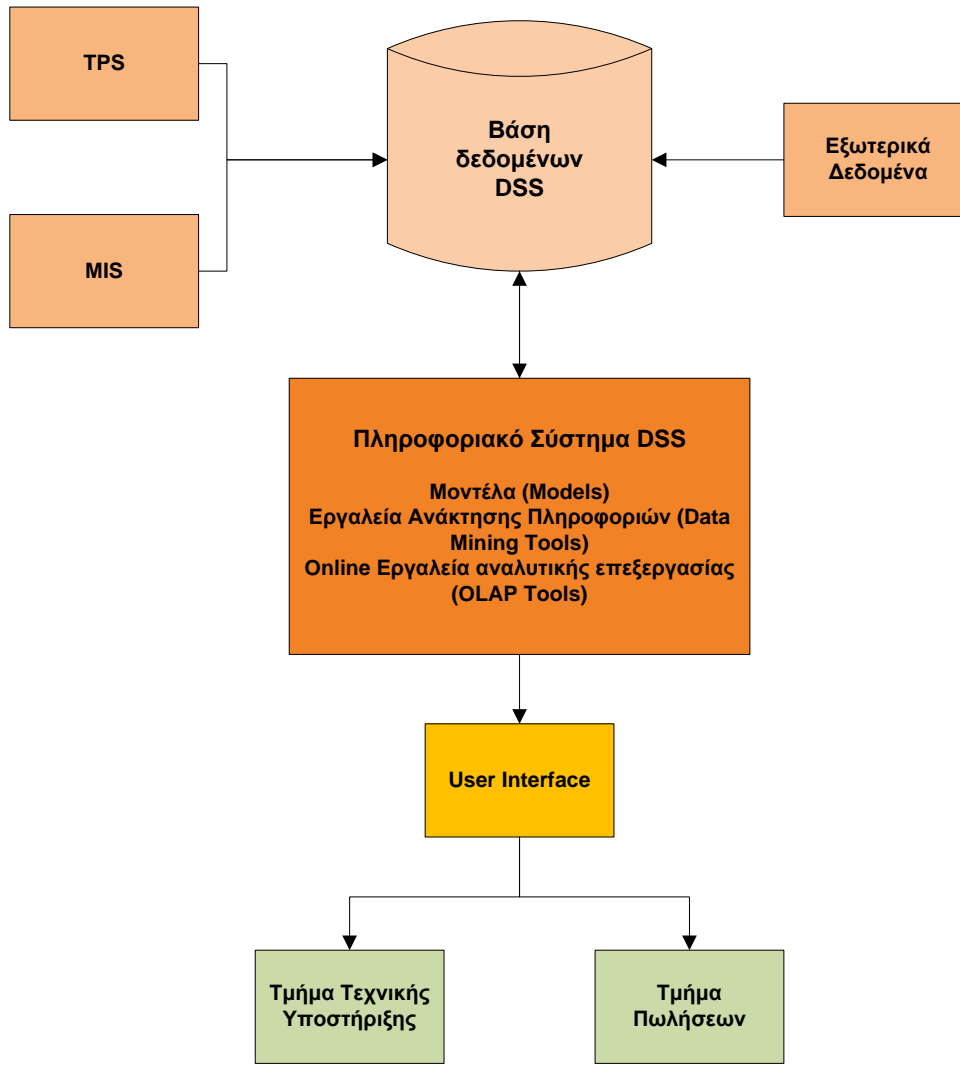 TPS
Βάση
δεδομένων
DSS
Εξωτερικά
Δεδομένα
MIS
Πληροφοριακό Σύστημα DSS
Μοντέλα (Models)
Εργαλεία Ανάκτησης Πληροφοριών (Data
Mining Tools)
Online Εργαλεία αναλυτικής επεξεργασίας
(OLAP Tools)
User Interface
Τμήμα Τεχνικής
Υποστήριξης
Τμήμα
Πωλήσεων